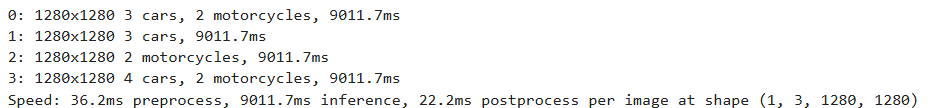 0: 1280x1280 3 cars, 2 motorcycles, 9011.7ms
1: 1280x1280 3 cars, 9011.7ms
2: 1280x1280 2 motorcycles, 9011.7ms
3: 1280x1280 4 cars, 2 motorcycles, 9011.7ms
Speed: 36.2ms preprocess, 9011.7ms inference, 22.2ms postprocess per image at shape (1, 3, 1280, 1280)